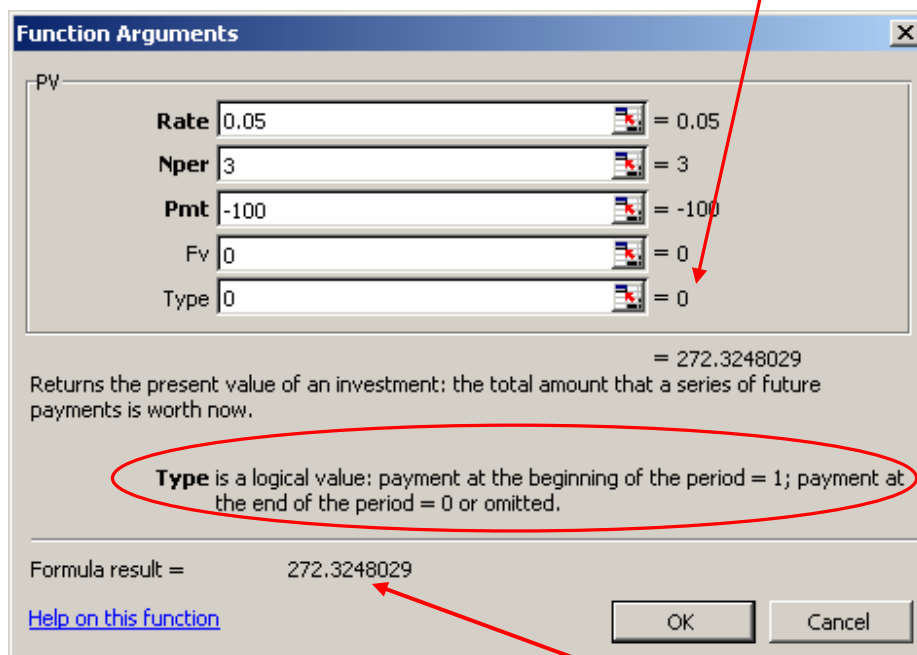 Function Arguments
PV
Rate 0.05 = 0.05
Nper 3 = 3
Pmt -100 = -100
Fv 0 = 0
Type 0 = 0
= 272.3248029
Returns the present value of an investment: the total amount that a series of future
payments is worth now.
Type is a logical value: payment at the beginning of the period = 1; payment at
the end of the period = 0 or omitted.
Formula result = 272.3248029
Help on this function OK Cancel